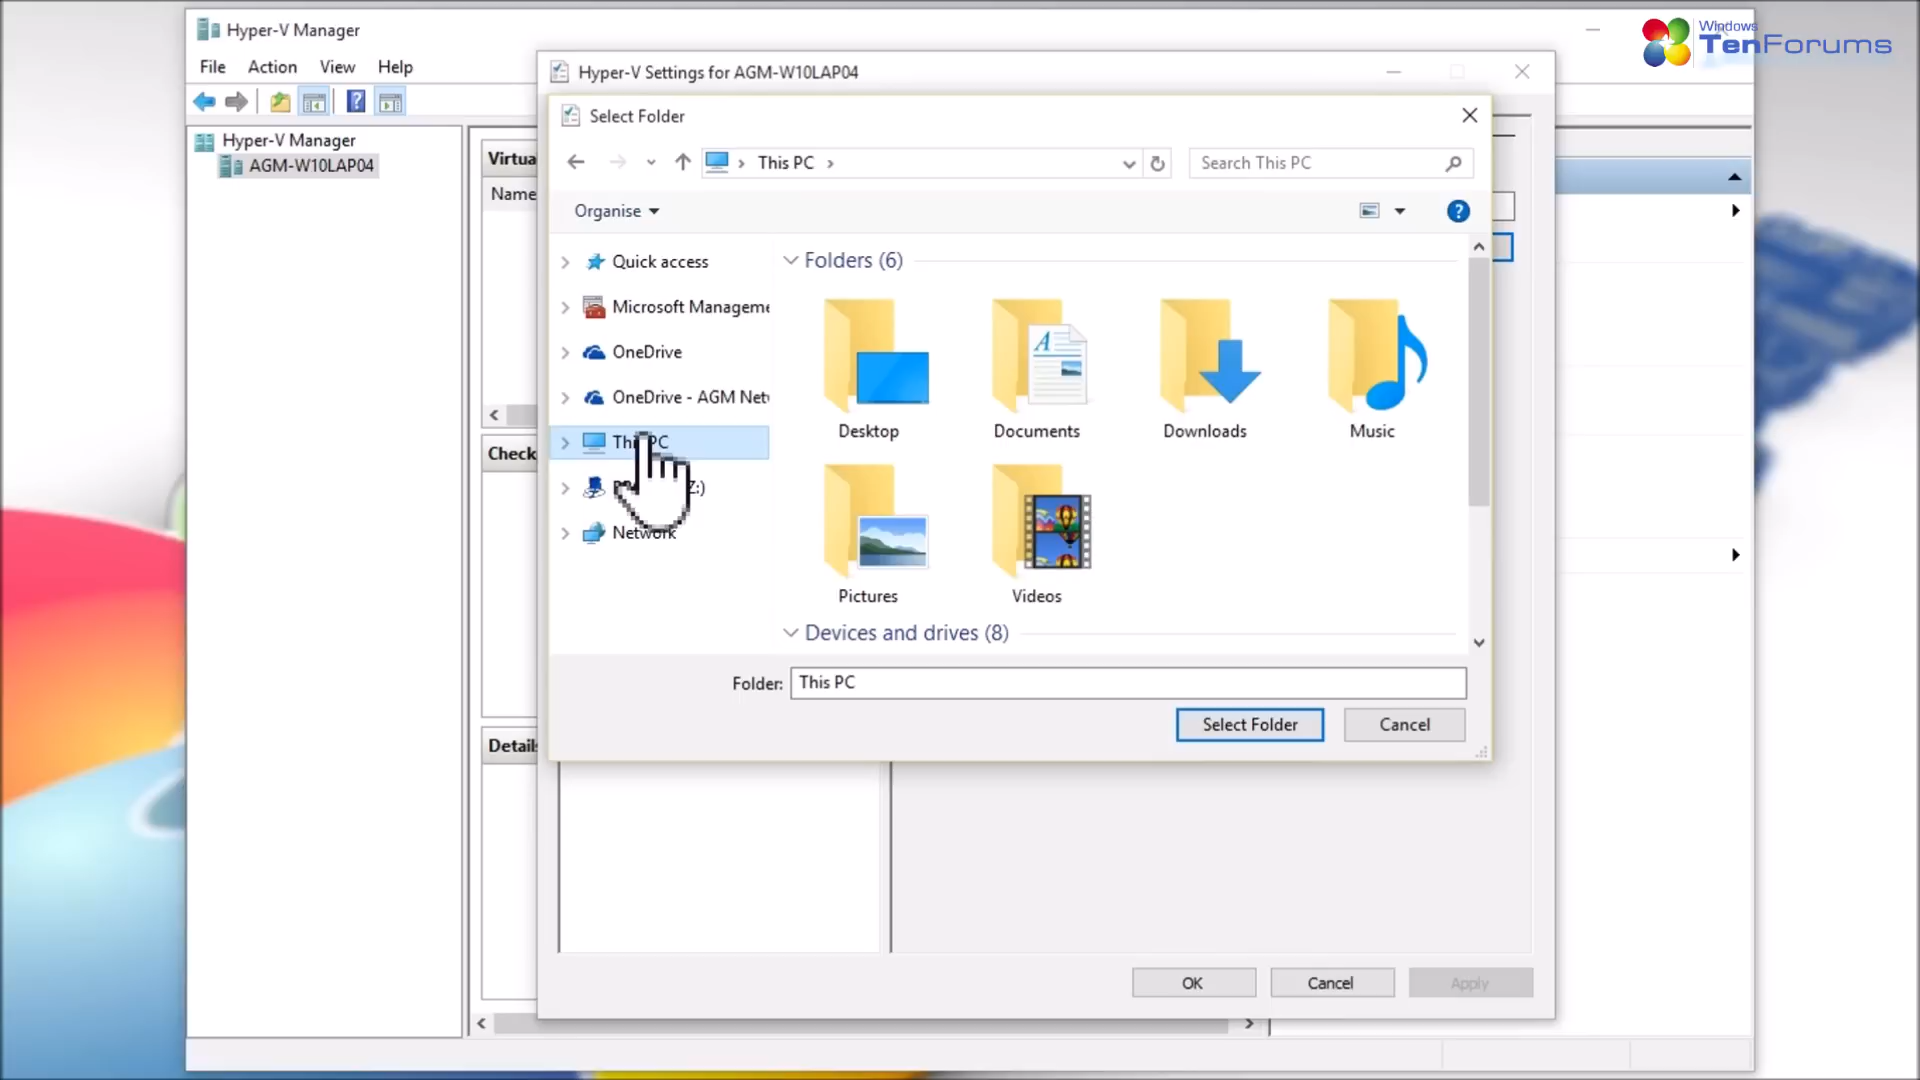 Hyper-V Manager
Windows
TenForums
File Action View Help
Hyper-V Settings for AGM-W10LAP04
Select Folder
Hyper-V Manager
AGM-W10LAP04
Virtua
Name
This PC
Search This PC
Organise
Quick access
Microsoft Manageme
OneDrive
OneDrive - AGM Net
This PC
Z:)
Network
Folders (6)
Desktop
Documents
Downloads
Music
Pictures
Videos
Devices and drives (8)
Check
Folder: This PC
Select Folder
Cancel
Details
OK
Cancel
Apply